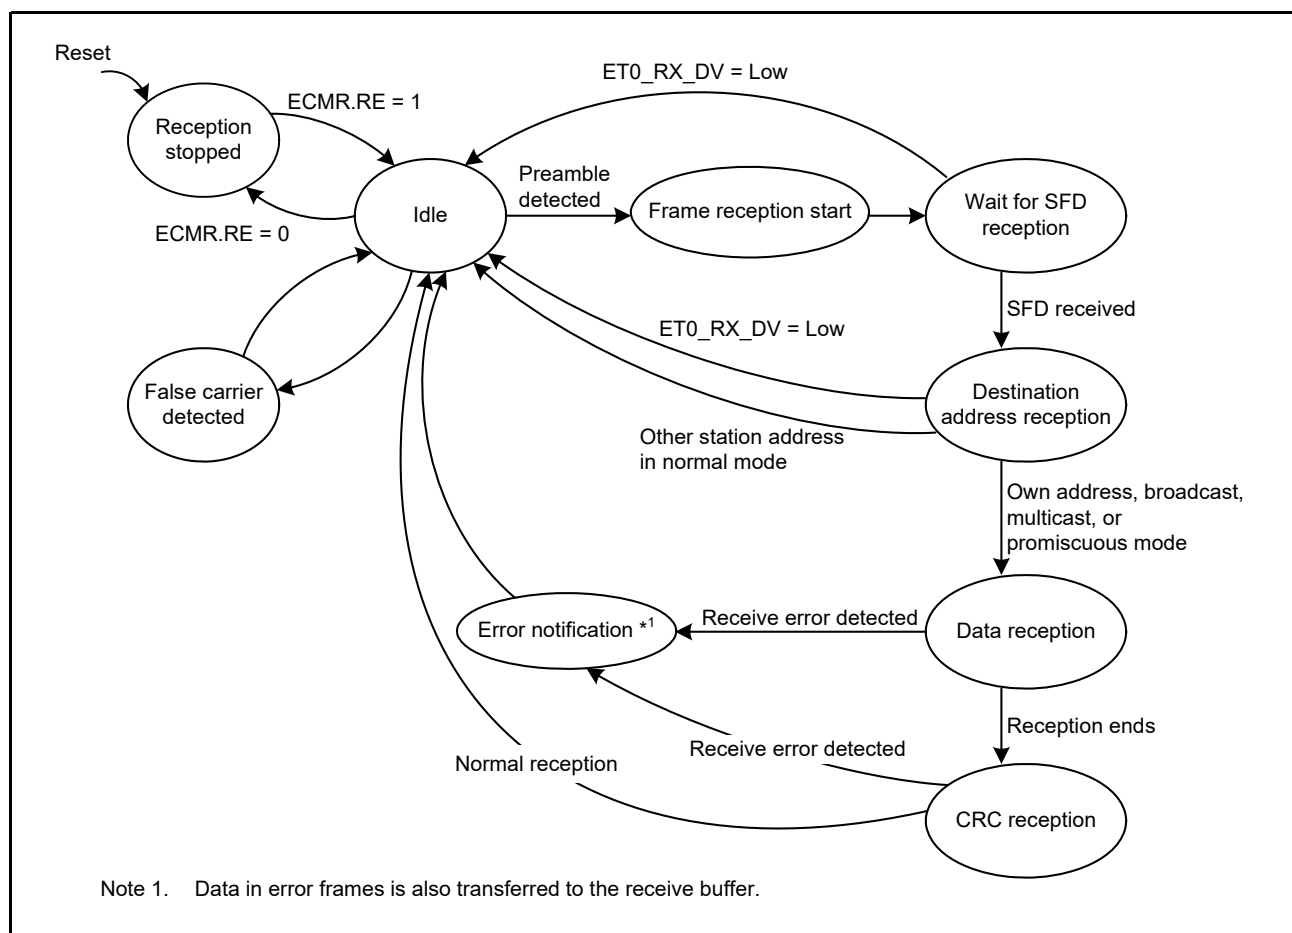 Reset
ET0_RX_DV = Low
ECMR.RE = 1
Reception
stopped
Preamble
detected
Idle
Frame reception start
Wait for SFD
reception
ECMR.RE = 0
SFD received
ET0_RX_DV = Low
False carrier
detected
Destination
address reception
Other station address
in normal mode
Own address, broadcast,
multicast, or
promiscuous mode
Error notification *1
Receive error detected
Data reception
Reception ends
Receive error detected
Normal reception
CRC reception
Note 1. Data in error frames is also transferred to the receive buffer.